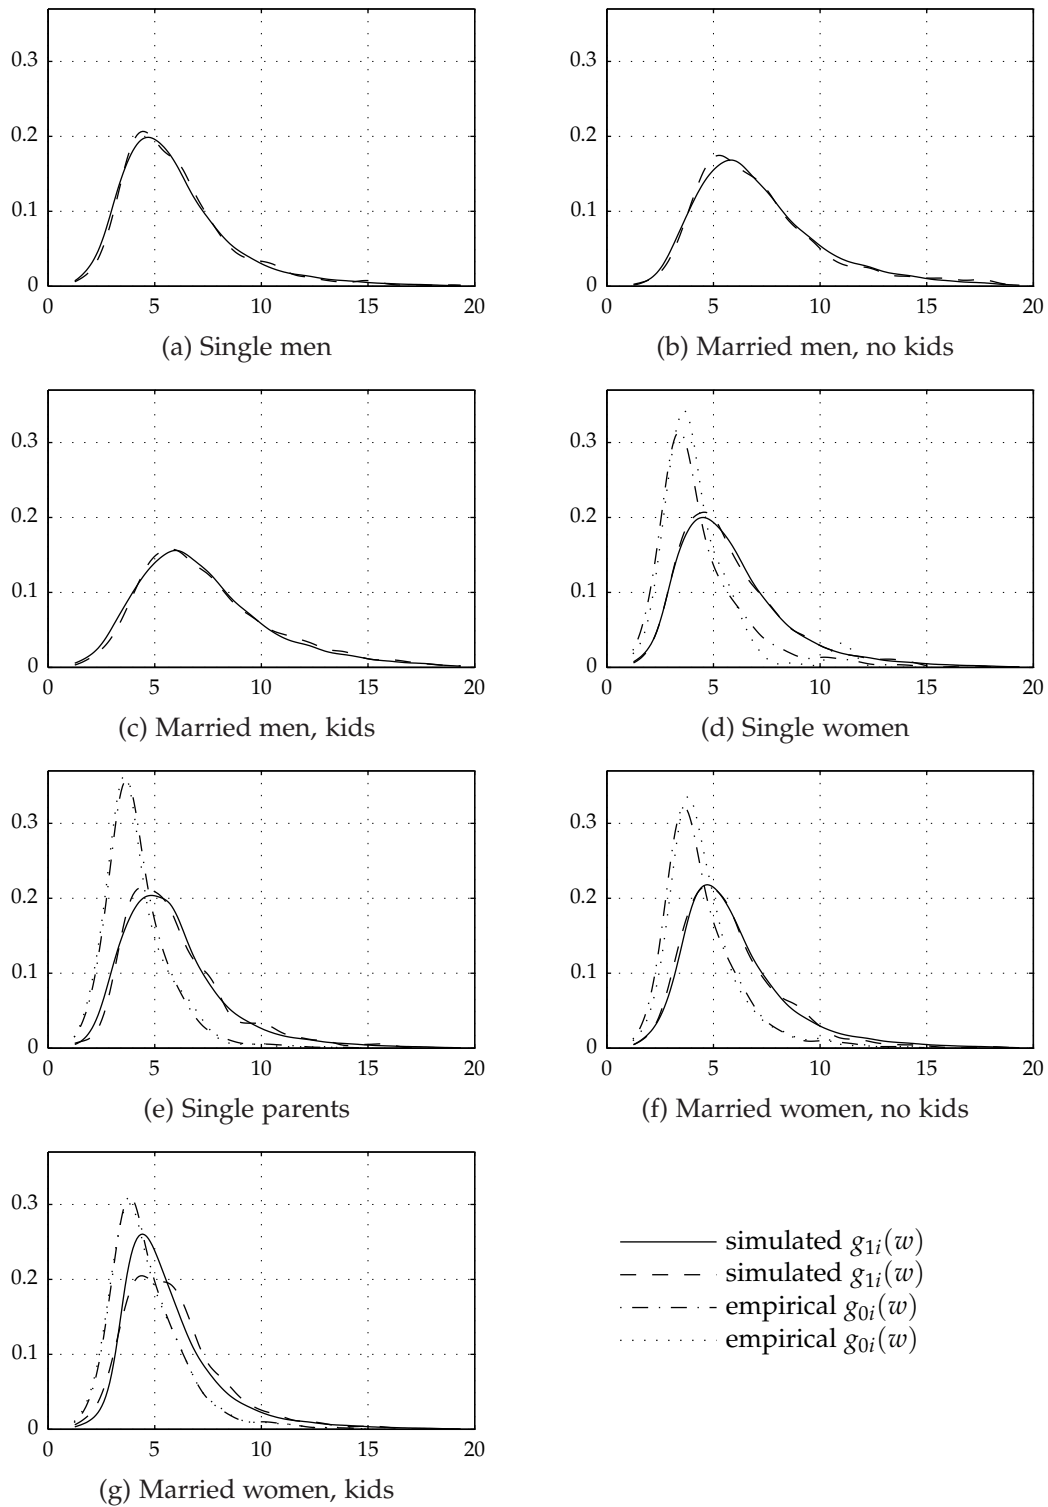 0.3
0.2
0.1
0
0 5 10 15 20
(a) Single men
0.3
0.2
0.1
0
0 5 10 15 20
(b) Married men, no kids
0.3
0.2
0.1
0
0 5 10 15 20
(c) Married men, kids
0.3
0.2
0.1
0
0 5 10 15 20
(d) Single women
0.3
0.2
0.1
0
0 5 10 15 20
(e) Single parents
0.3
0.2
0.1
0
0 5 10 15 20
(f) Married women, no kids
0.3
0.2
0.1
0
0 5 10 15 20
(g) Married women, kids
simulated g₁ᵢ(w)
simulated g₁ᵢ(w)
empirical g₀ᵢ(w)
empirical g₀ᵢ(w)